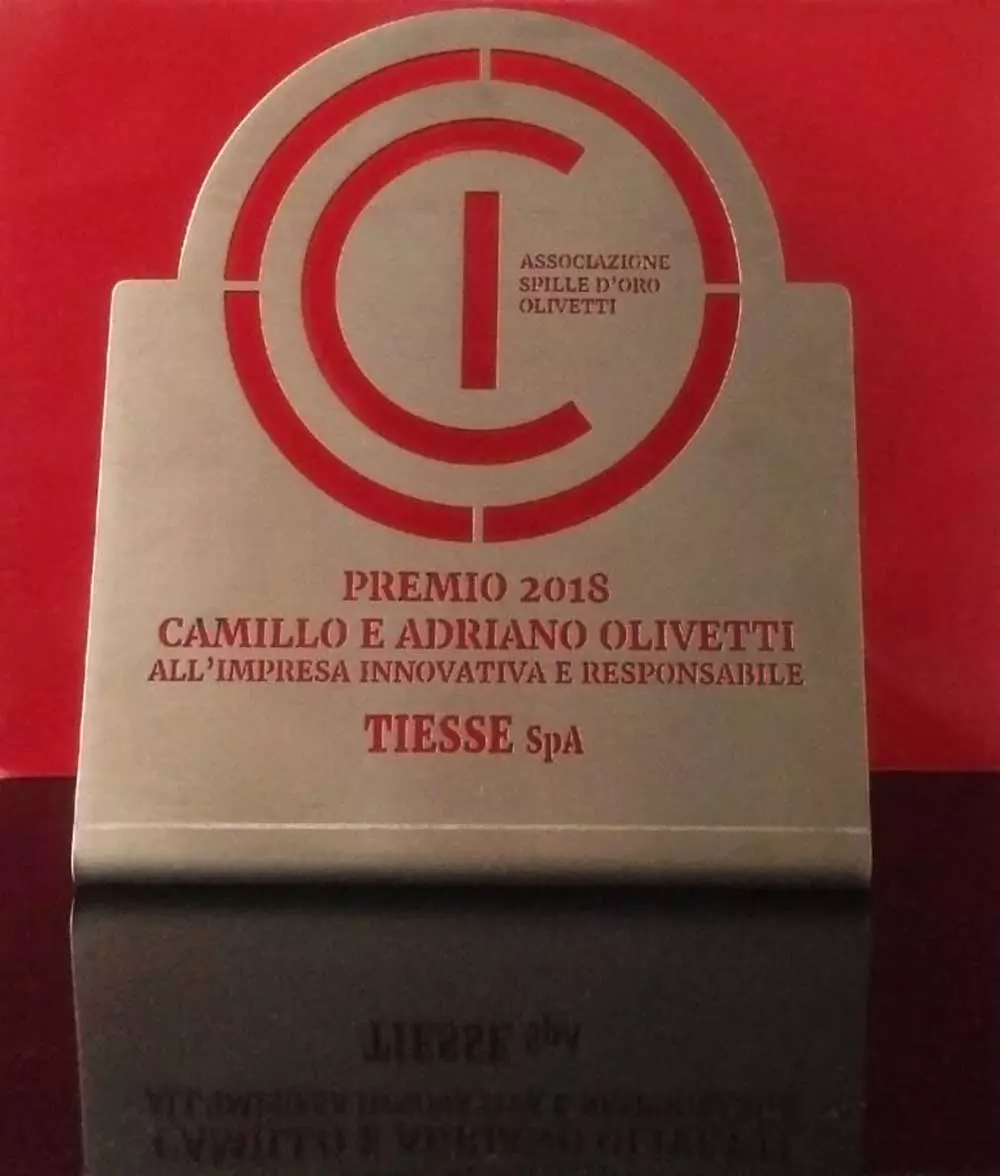 ASSOCIAZIONE
SPILLE D'ORO
OLIVETTI
PREMIO 2018
CAMILLO E ADRIANO OLIVETTI
ALL'IMPRESA INNOVATIVA E RESPONSABILE
TIESSE SpA